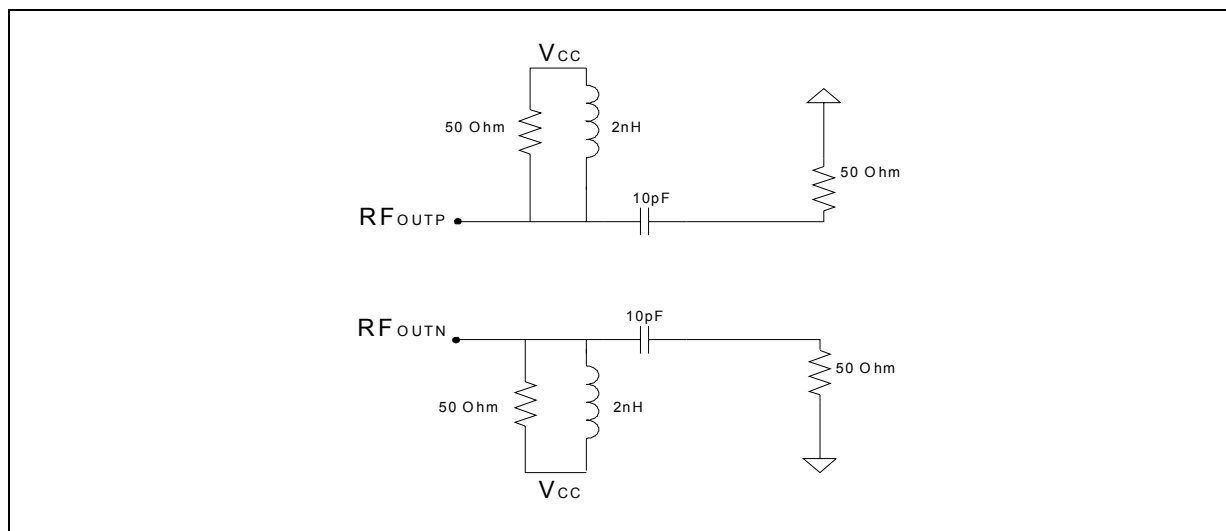 VCC
50 Ohm
2nH
50 Ohm
10pF
RFOUTP
10pF
RFOUTN
50 Ohm
50 Ohm
2nH
VCC